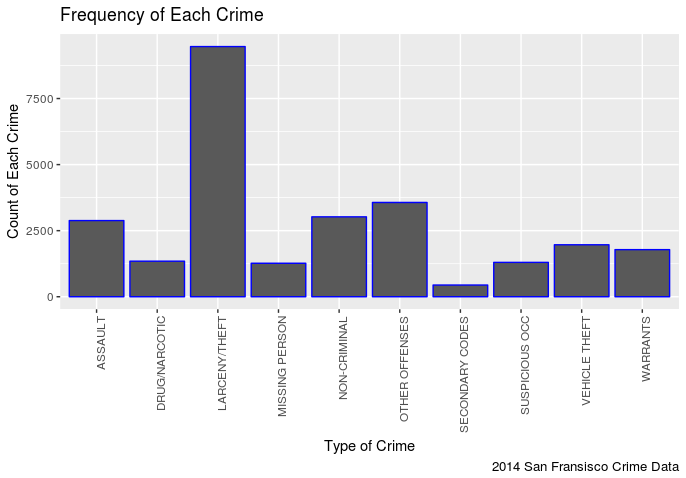 Frequency of Each Crime
Count of Each Crime
7500
5000
2500
0
ASSAULT
DRUG/NARCOTIC
LARCENY/THEFT
MISSING PERSON
NON-CRIMINAL
OTHER OFFENSES
SECONDARY CODES
SUSPICIOUS OCC
VEHICLE THEFT
WARRANTS
Type of Crime
2014 San Fransisco Crime Data